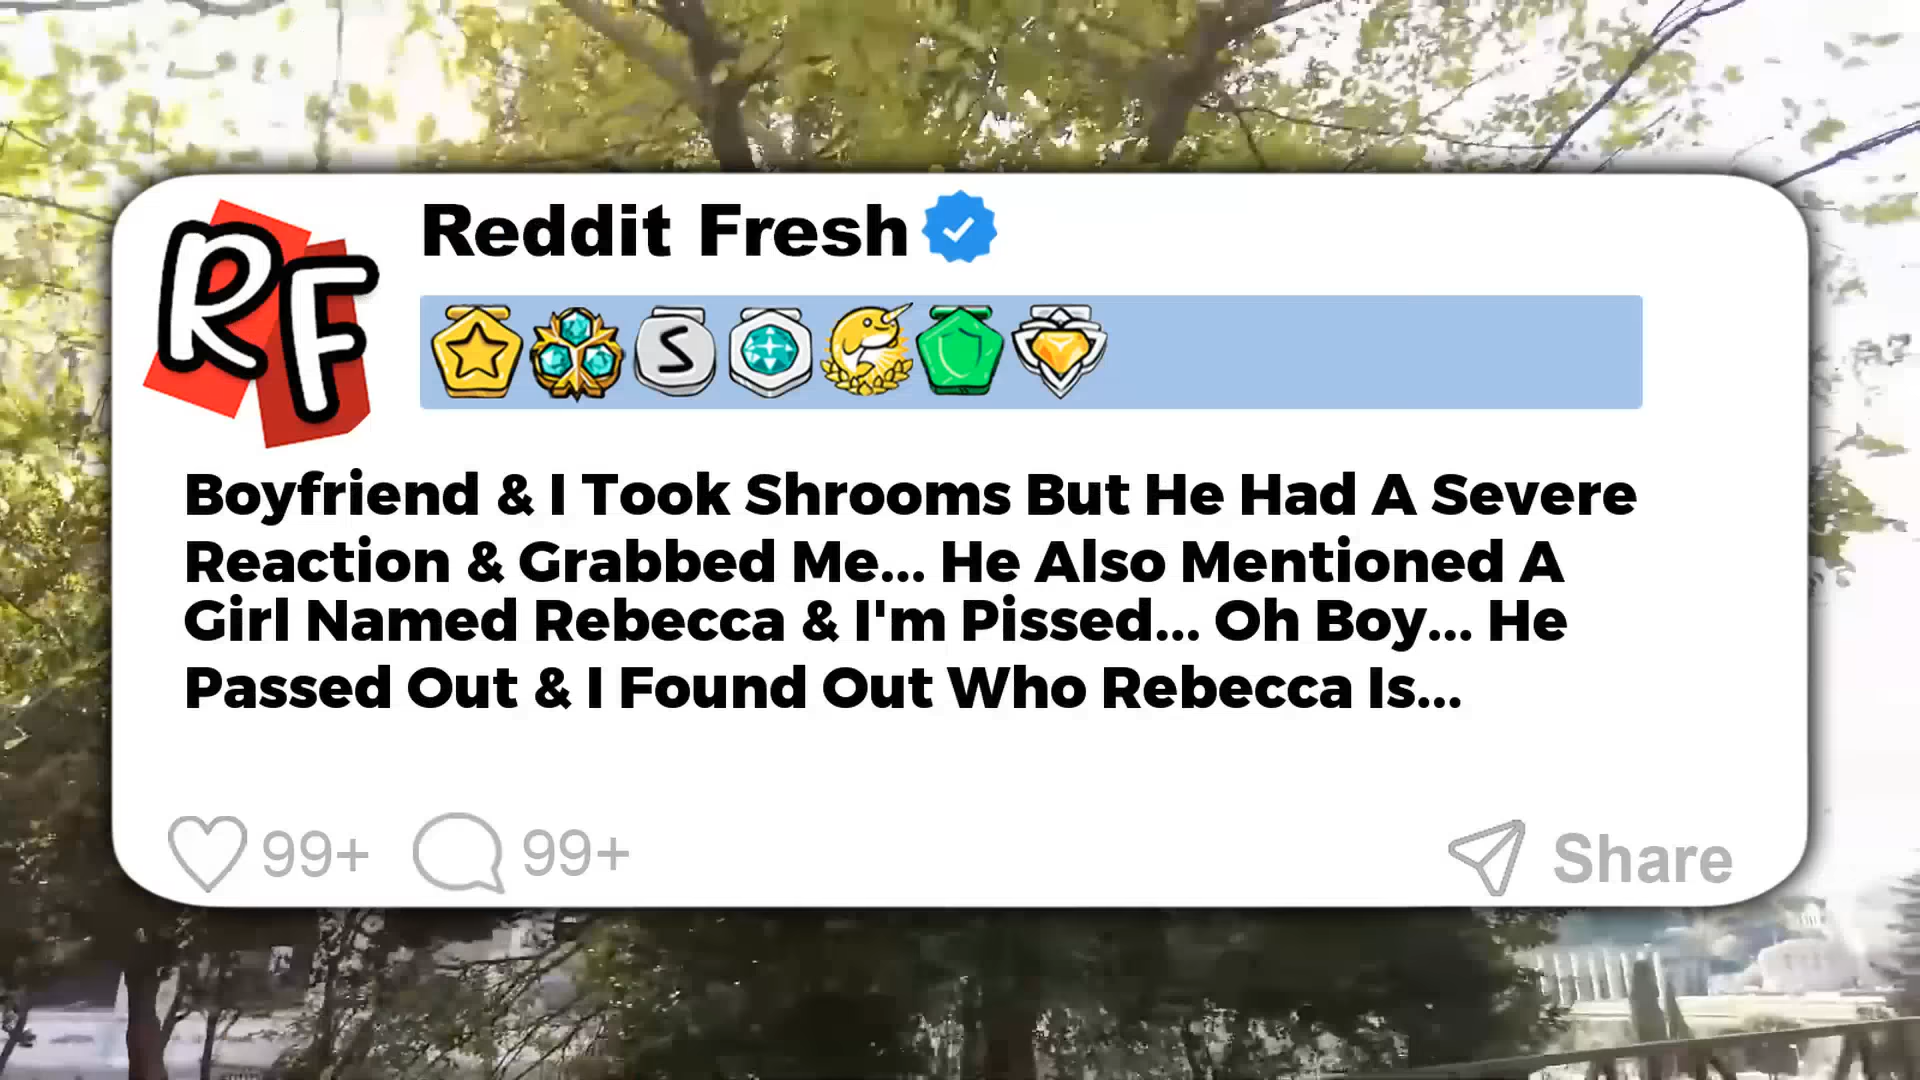 RF
Reddit Fresh
S
Boyfriend & I Took Shrooms But He Had A Severe
Reaction & Grabbed Me... He Also Mentioned A
Girl Named Rebecca & I'm Pissed... Oh Boy... He
Passed Out & I Found Out Who Rebecca Is...
99+ 99+ Share